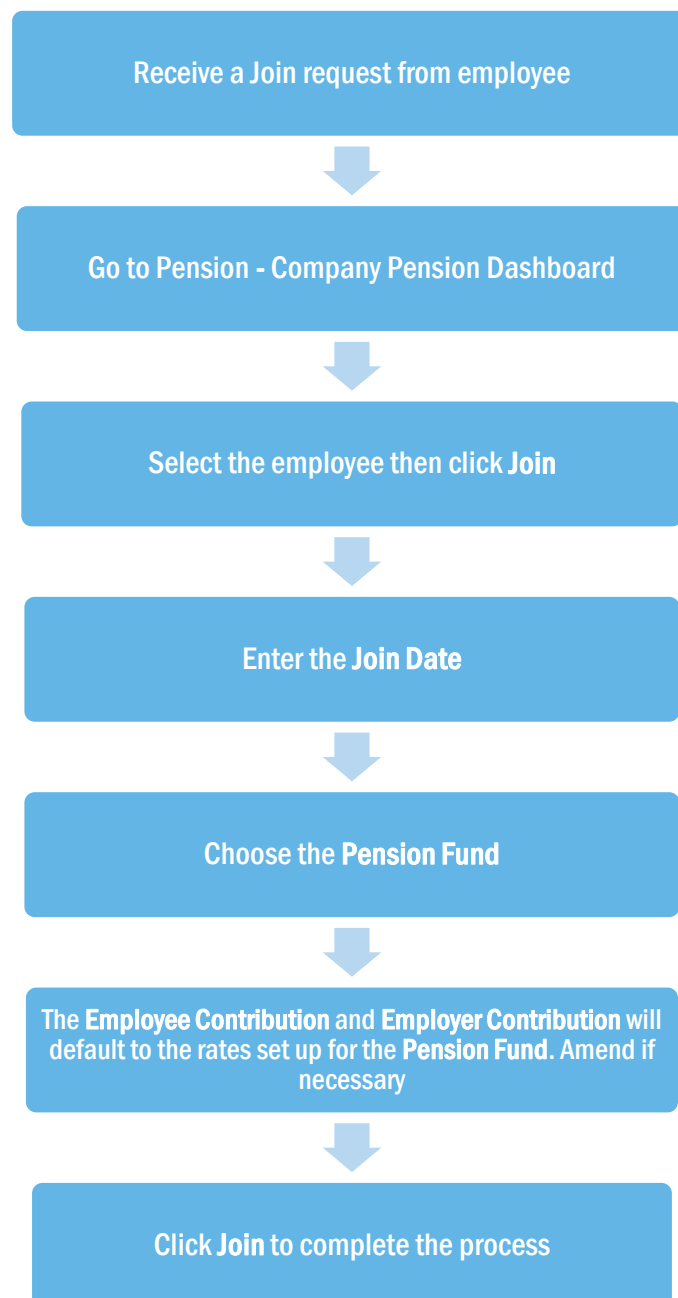 Receive a Join request from employee
Go to Pension - Company Pension Dashboard
Select the employee then click Join
Enter the Join Date
Choose the Pension Fund
The Employee Contribution and Employer Contribution will
default to the rates set up for the Pension Fund. Amend if
necessary
Click Join to complete the process